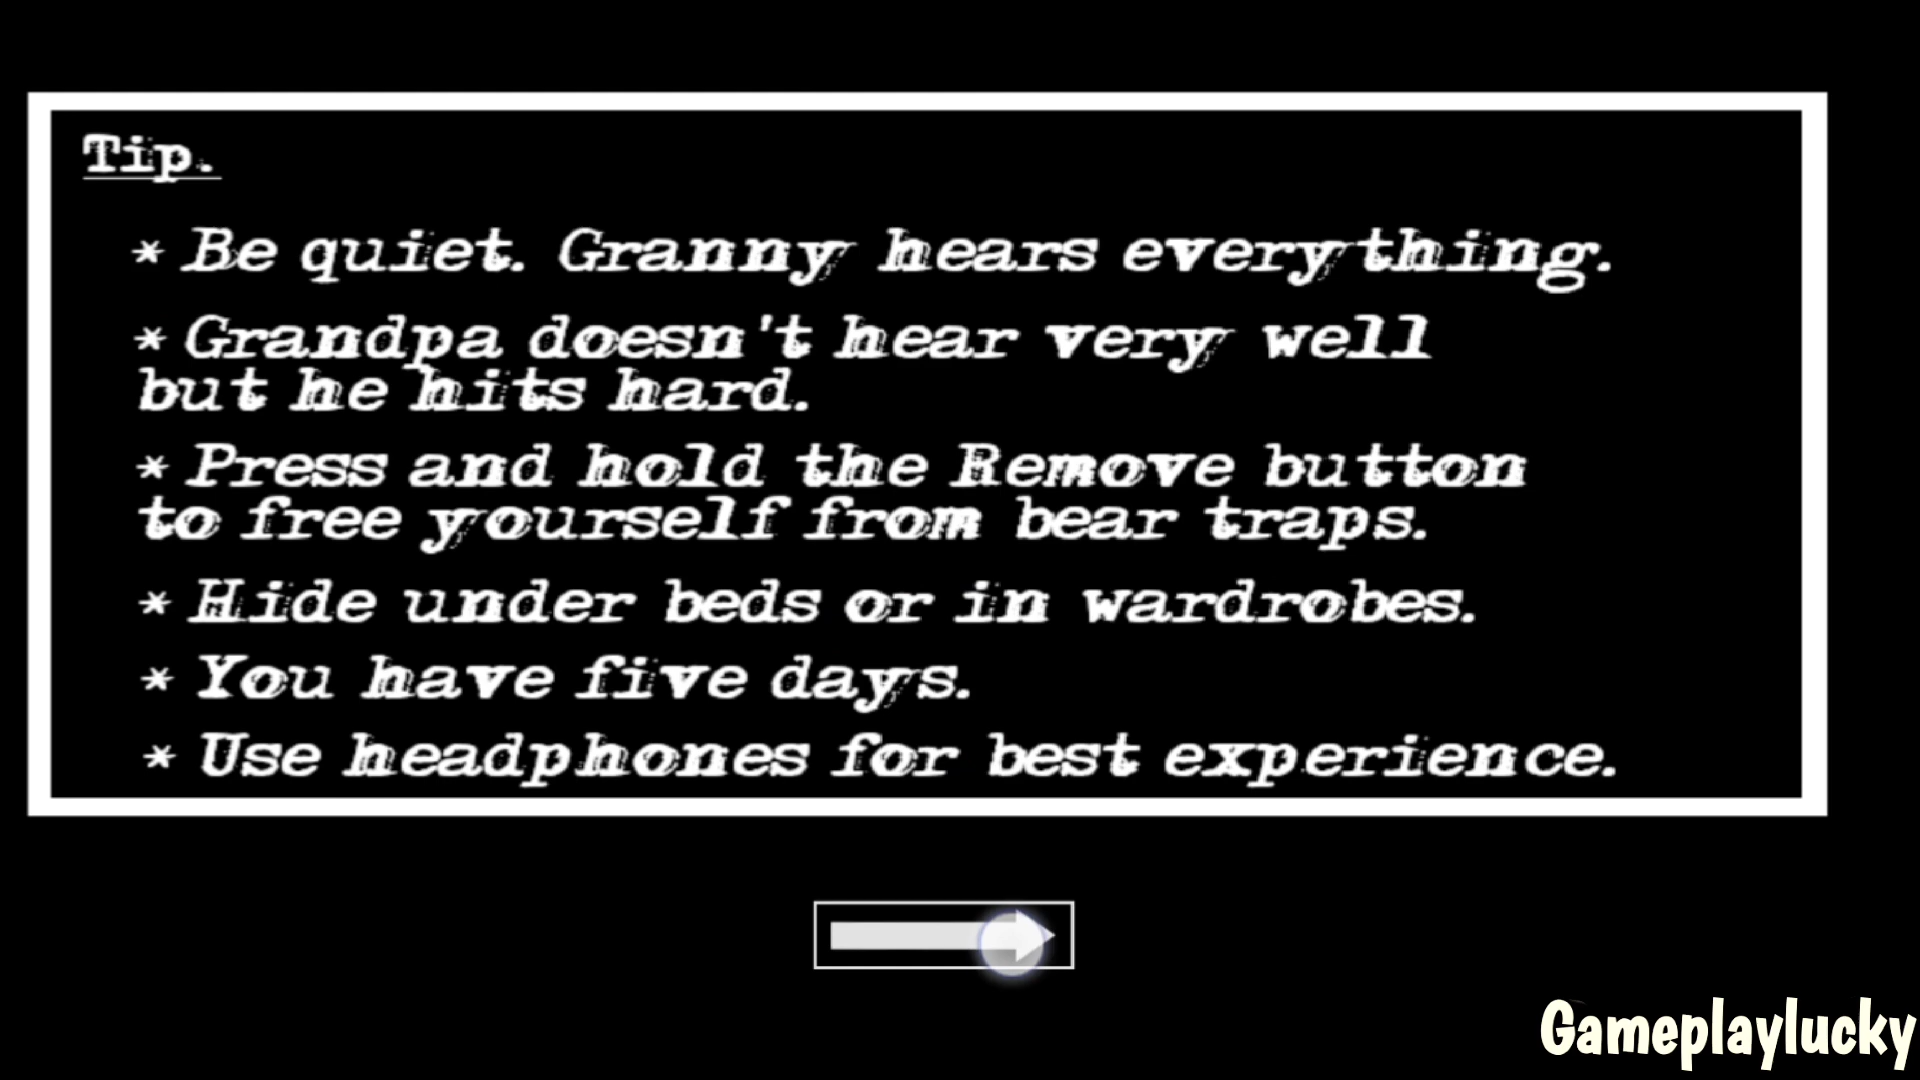 Tip.
* Be quiet. Granny hears everything.
* Grandpa doesn't hear very well
but he hits hard.
* Press and hold the Remove button
to free yourself from bear traps.
* Hide under beds or in wardrobes.
* You have five days.
* Use headphones for best experience.
Gameplaylucky